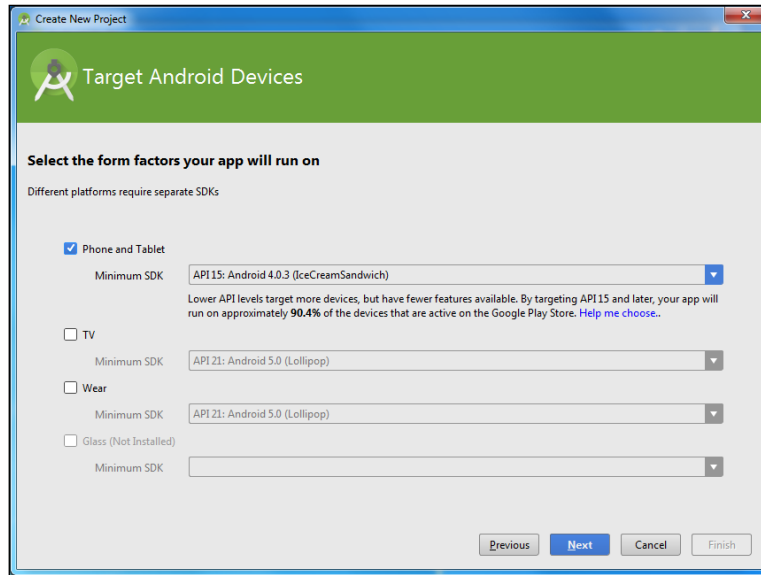 Create New Project
Target Android Devices
Select the form factors your app will run on
Different platforms require separate SDKs
Phone and Tablet
Minimum SDK API 15: Android 4.0.3 (IceCreamSandwich)
Lower API levels target more devices, but have fewer features available. By targeting API 15 and later, your app will
run on approximately 90.4% of the devices that are active on the Google Play Store. Help me choose..
TV
Minimum SDK API 21: Android 5.0 (Lollipop)
Wear
Minimum SDK API 21: Android 5.0 (Lollipop)
Glass (Not Installed)
Minimum SDK
Previous Next Cancel Finish